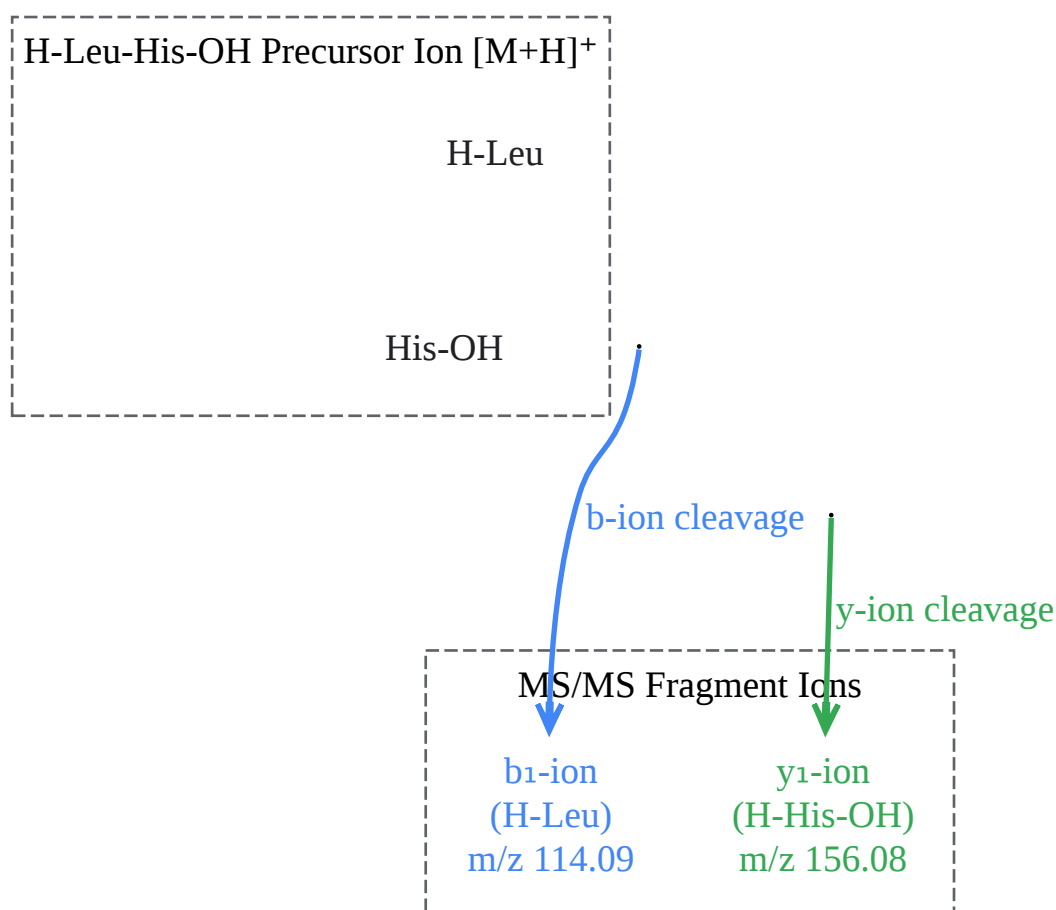 H-Leu-His-OH Precursor Ion [M+H]⁺
H-Leu
His-OH
b-ion cleavage
y-ion cleavage
MS/MS Fragment Ions
b₁-ion
(H-Leu)
m/z 114.09
y₁-ion
(H-His-OH)
m/z 156.08